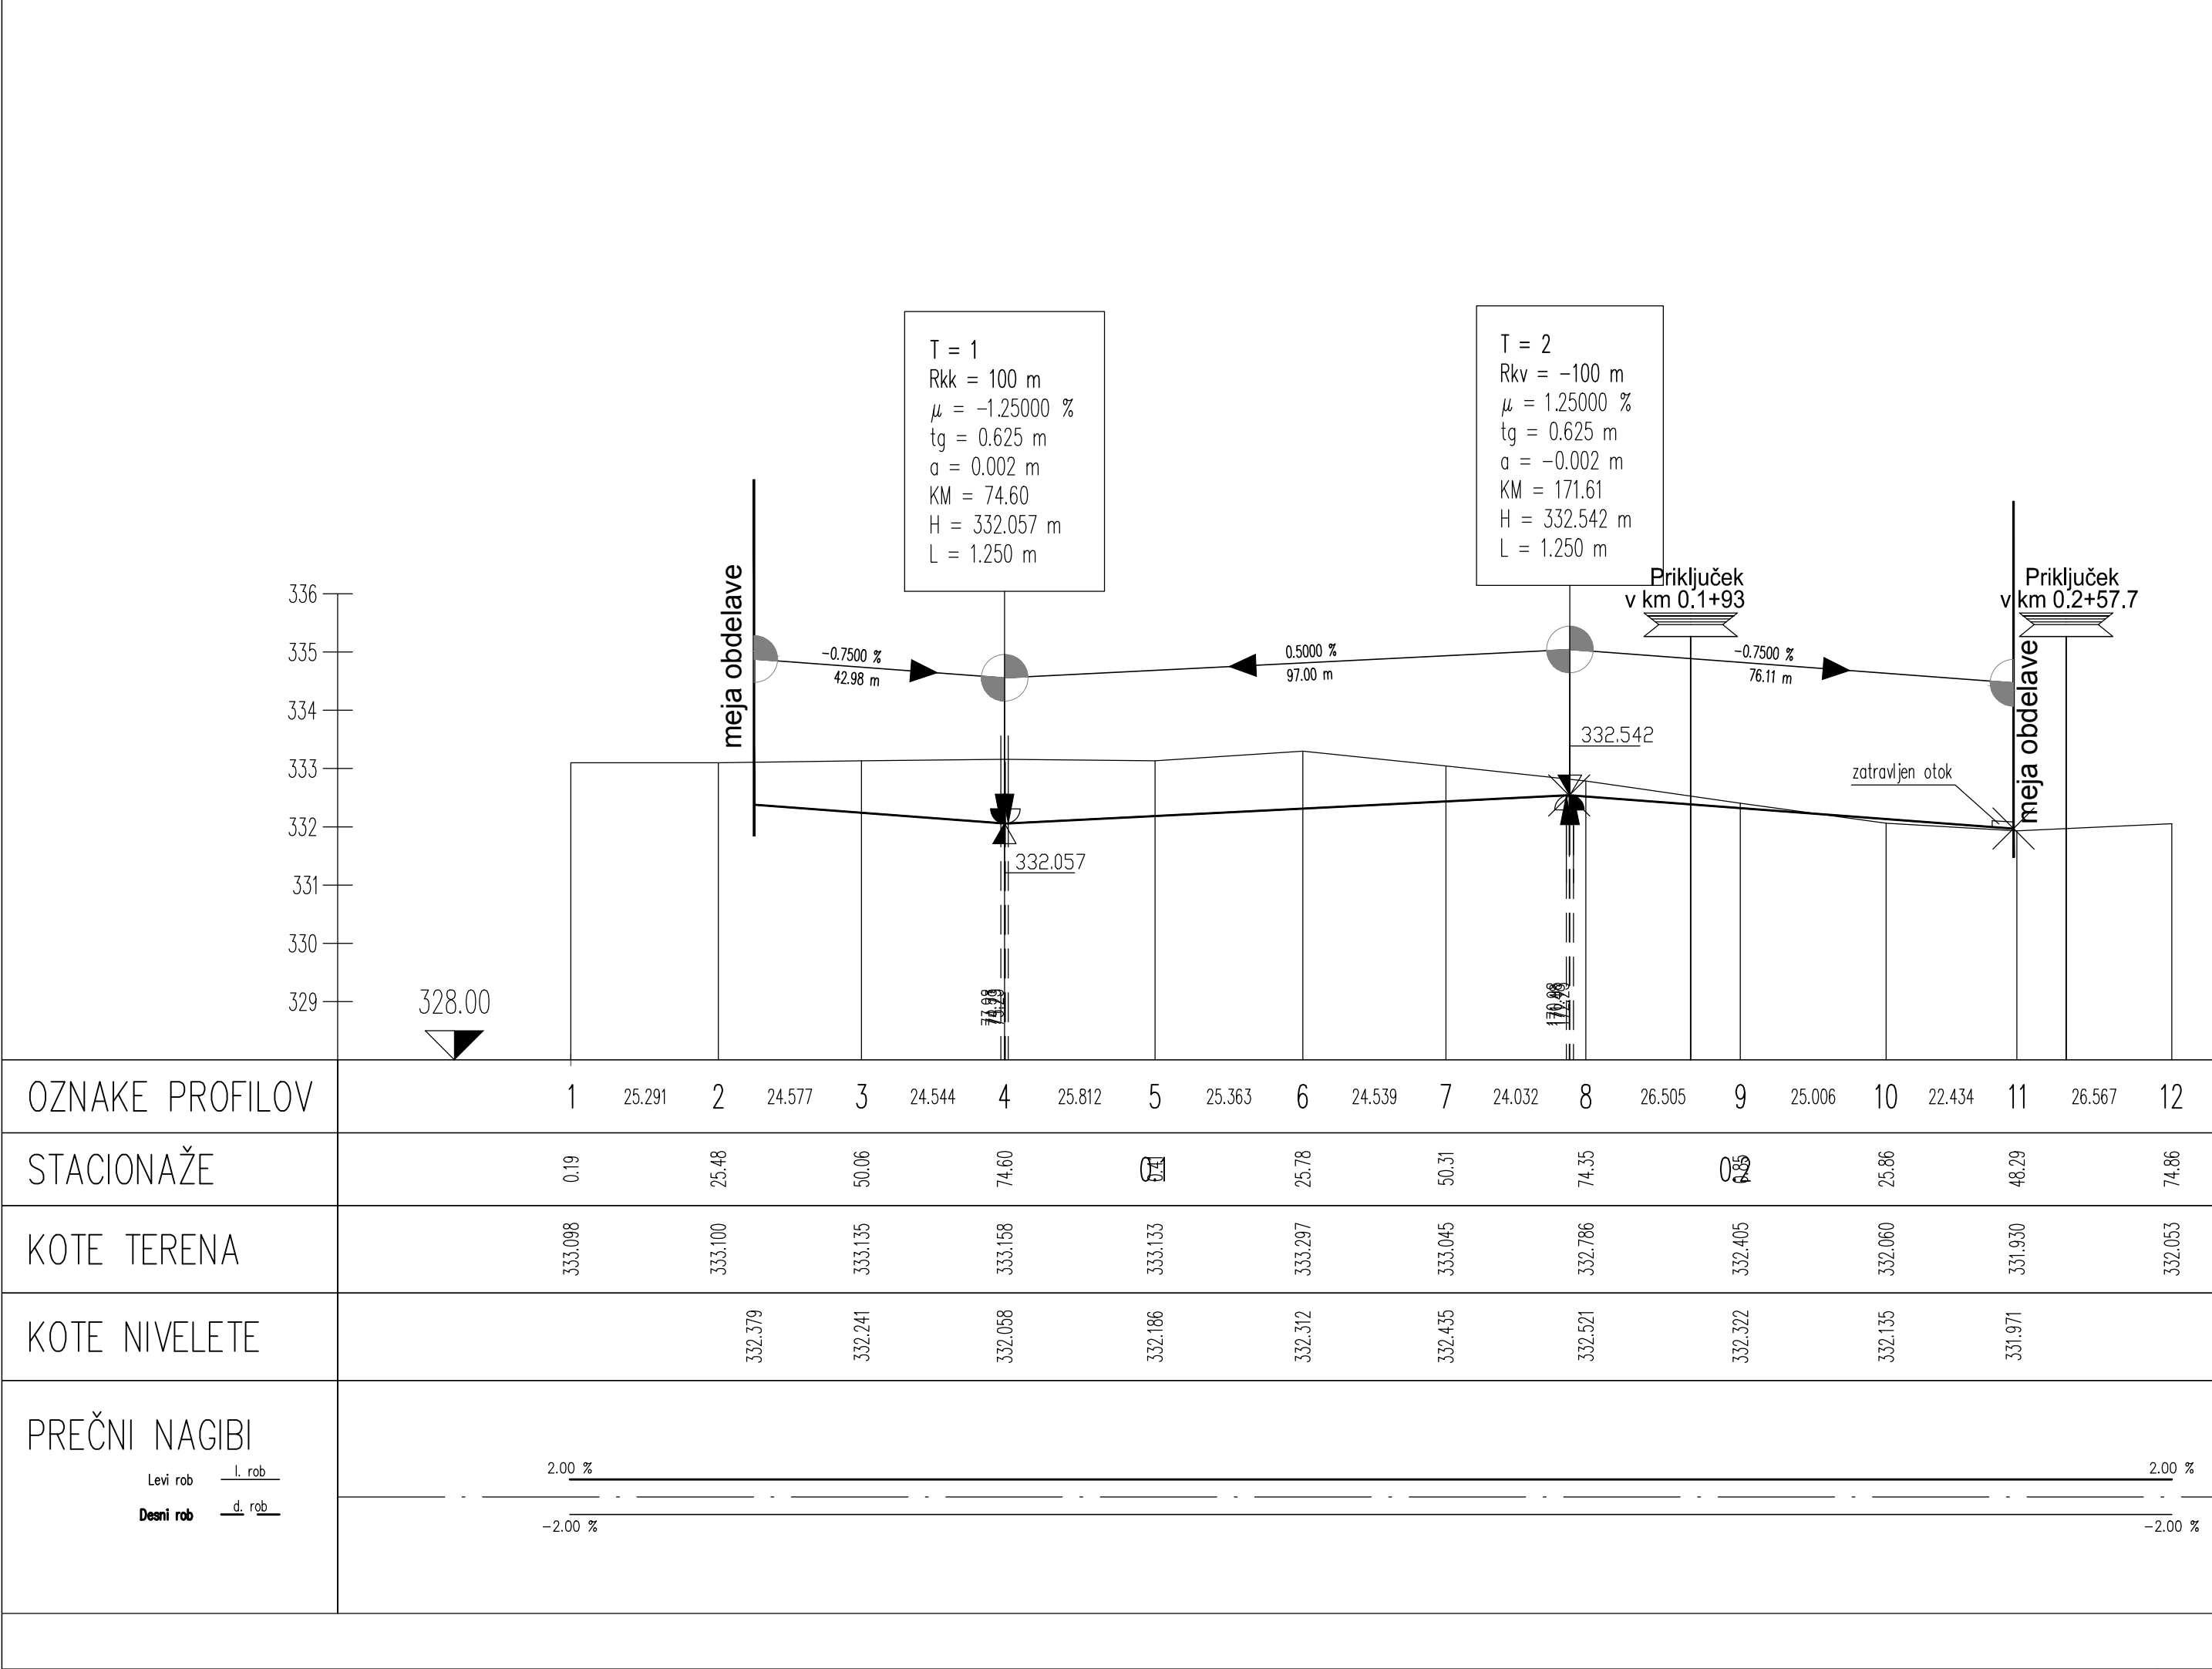 T = 1
Rkk = 100 m
μ = -1.25000 %
tg = 0.625 m
a = 0.002 m
KM = 74.60
H = 332.057 m
L = 1.250 m
T = 2
Rkv = -100 m
μ = 1.25000 %
tg = 0.625 m
a = -0.002 m
KM = 171.61
H = 332.542 m
L = 1.250 m
meja obdelave
Priključek
v km 0.1+93
Priključek
v km 0.2+57.7
meja obdelave
336
335
334
333
332
331
330
329
-0.7500 %
42.98 m
0.5000 %
97.00 m
-0.7500 %
76.11 m
332.542
zatravljen otok
332.057
328.00
OZNAKE PROFILOV 1 25.291 2 24.577 3 24.544 4 25.812 5 25.363 6 24.539 7 24.032 8 26.505 9 25.006 10 22.434 11 26.567 12
STACIONAŽE 0.19 25.48 50.06 74.60 0.1 0.41 25.78 50.31 74.35 0.2 0.85 25.86 48.29 74.86
KOTE TERENA 333.098 333.100 333.135 333.158 333.133 333.297 333.045 332.786 332.405 332.060 331.930 332.053
KOTE NIVELETE 332.379 332.241 332.058 332.186 332.312 332.435 332.521 332.322 332.135 331.971
PREČNI NAGIBI
Levi rob l. rob
Desni rob d. rob
2.00 % 2.00 %
-2.00 % -2.00 %